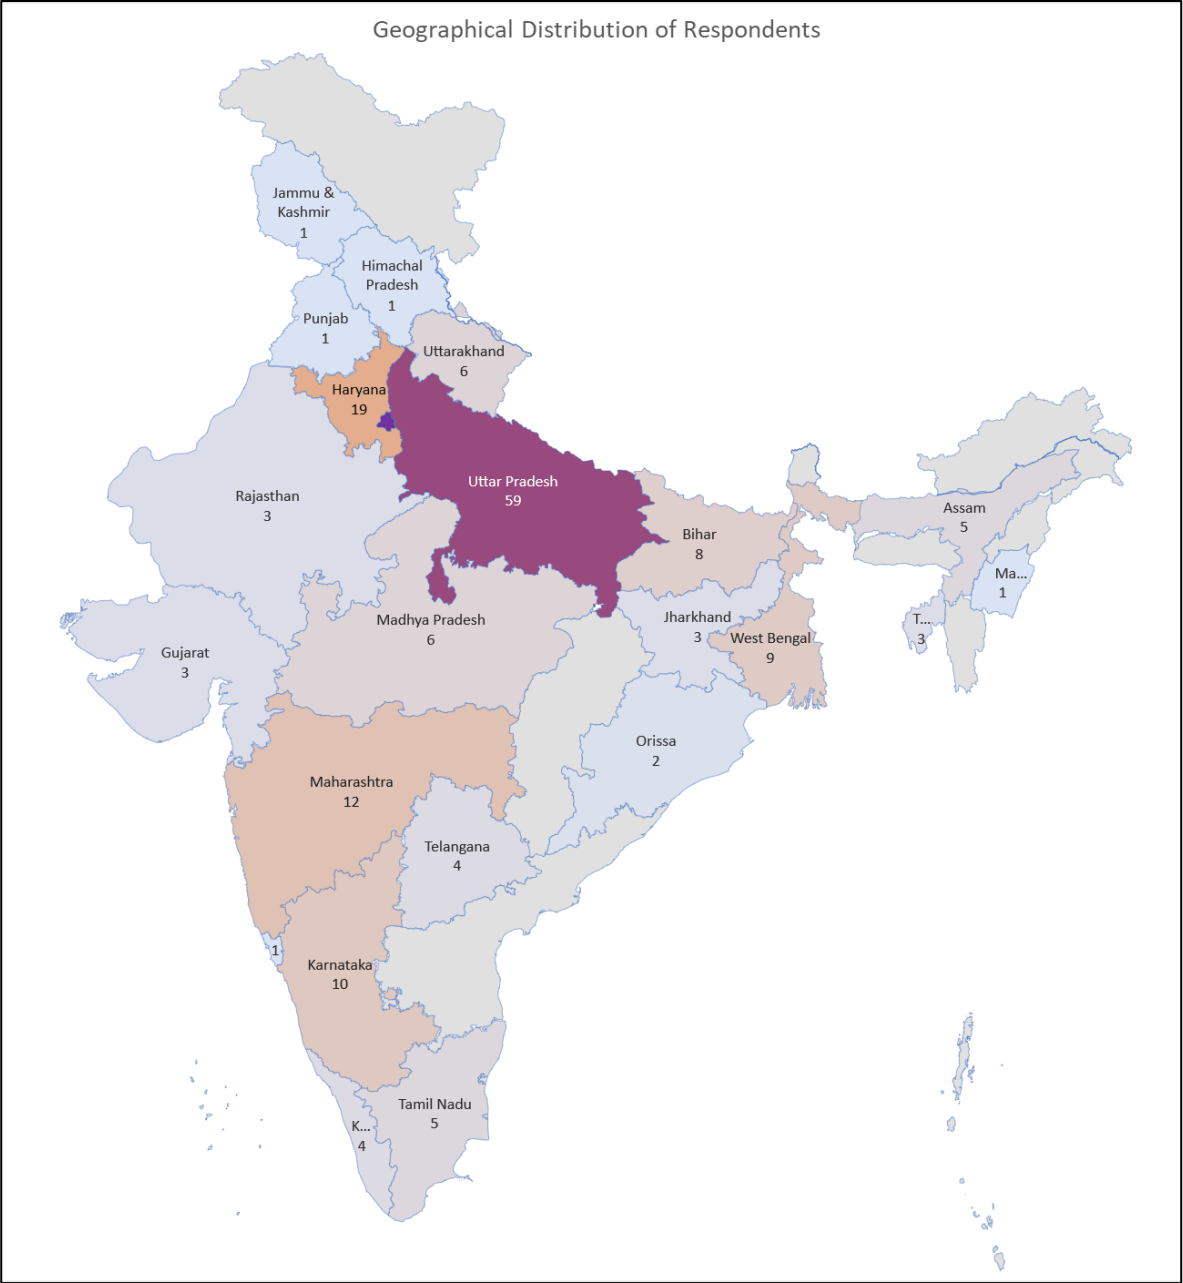 Geographical Distribution of Respondents
Jammu &
Kashmir
1
Himachal
Pradesh
1
Punjab
1
Uttarakhand
6
Haryana
19
Uttar Pradesh
59
Rajasthan
3
Bihar
8
Assam
5
Ma...
1
T...
3
Jharkhand
3
West Bengal
9
Madhya Pradesh
6
Gujarat
3
Orissa
2
Maharashtra
12
Telangana
4
1
Karnataka
10
Tamil Nadu
5
K...
4